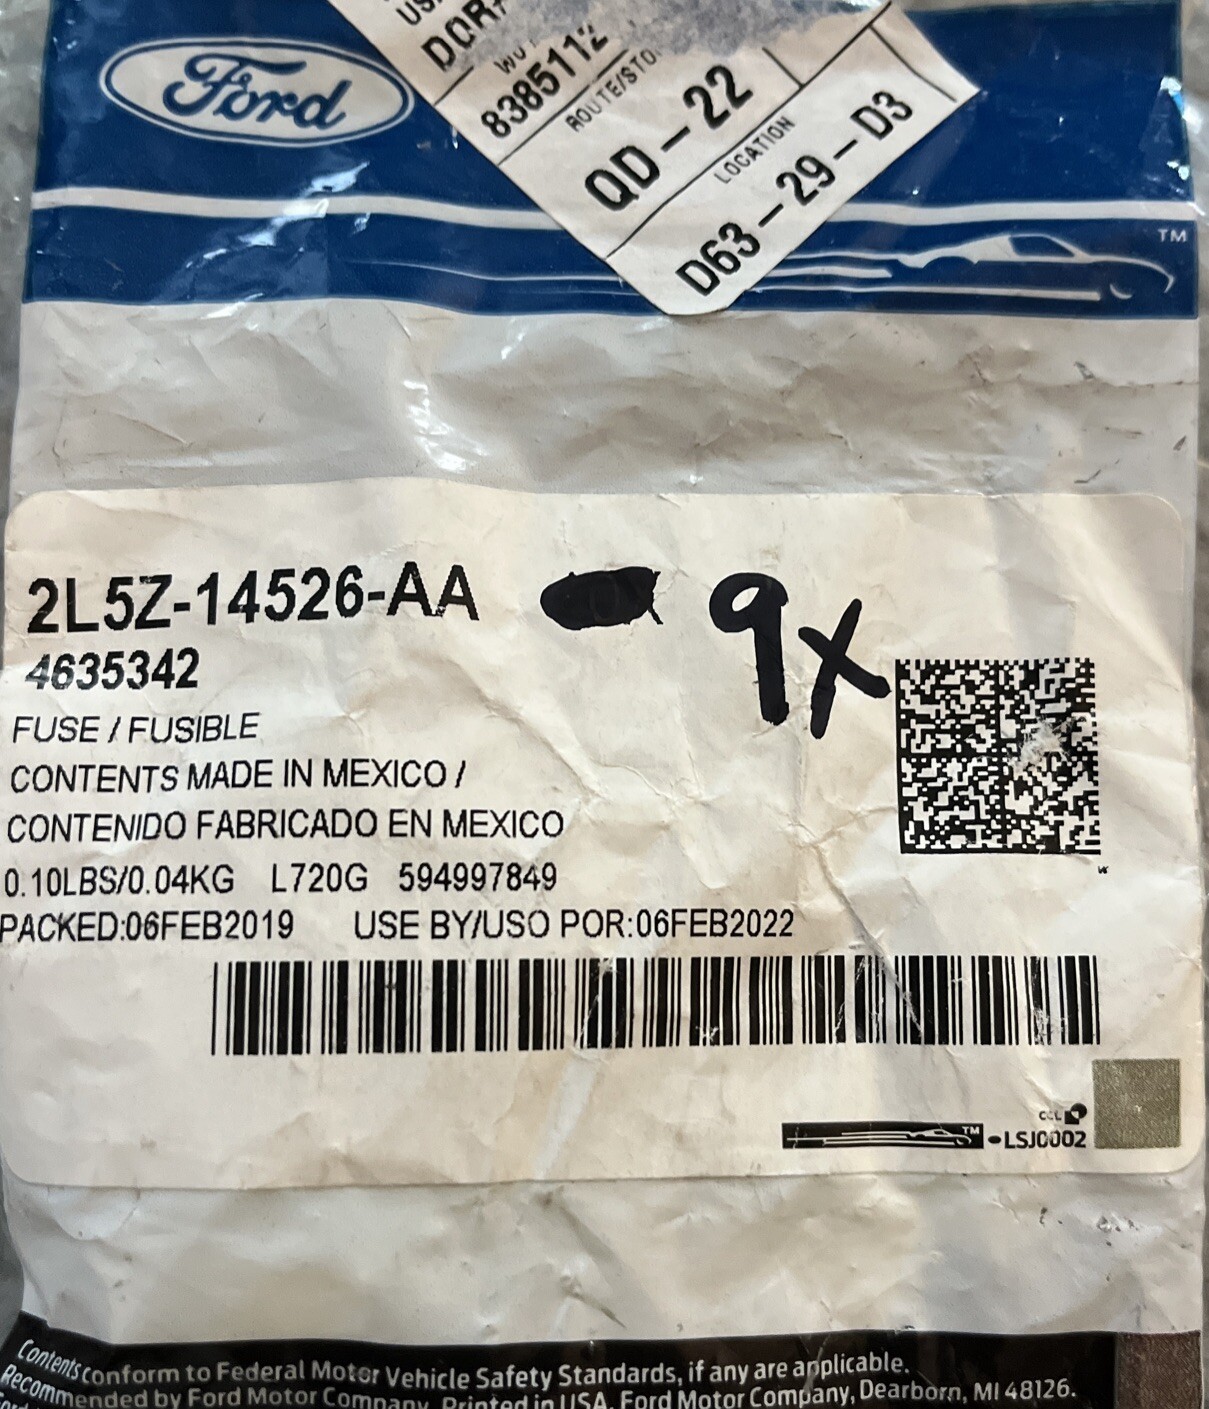 Ford
83851112
ROUTE/STO
QD-22
LOCATION
D63-29-D3
TM
2L5Z-14526-AA
9x
4635342
FUSE / FUSIBLE
CONTENTS MADE IN MEXICO /
CONTENIDO FABRICADO EN MEXICO
0.10LBS/0.04KG L720G 594997849
PACKED:06FEB2019 USE BY/USO POR:06FEB2022
CCL
TM
-LSJ0002
Contents conform to Federal Motor Vehicle Safety Standards, if any are applicable.
Recommended by Ford Motor Company. Printed in USA. Ford Motor Company, Dearborn, MI 48126.